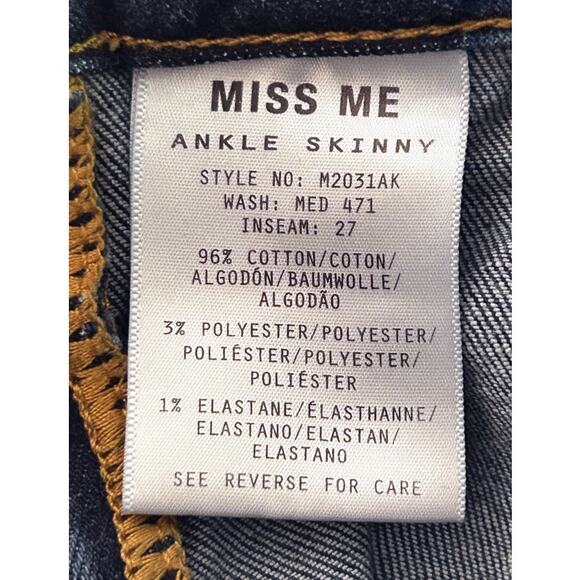 MISS ME
ANKLE SKINNY
STYLE NO: M2031AK
WASH: MED 471
INSEAM: 27
96% COTTON/COTON/
ALGODÓN/BAUMWOLLE/
ALGODÃO
3% POLYESTER/POLYESTER/
POLIÉSTER/POLYESTER/
POLIÉSTER
1% ELASTANE/ÉLASTHANNE/
ELASTANO/ELASTAN/
ELASTANO
SEE REVERSE FOR CARE